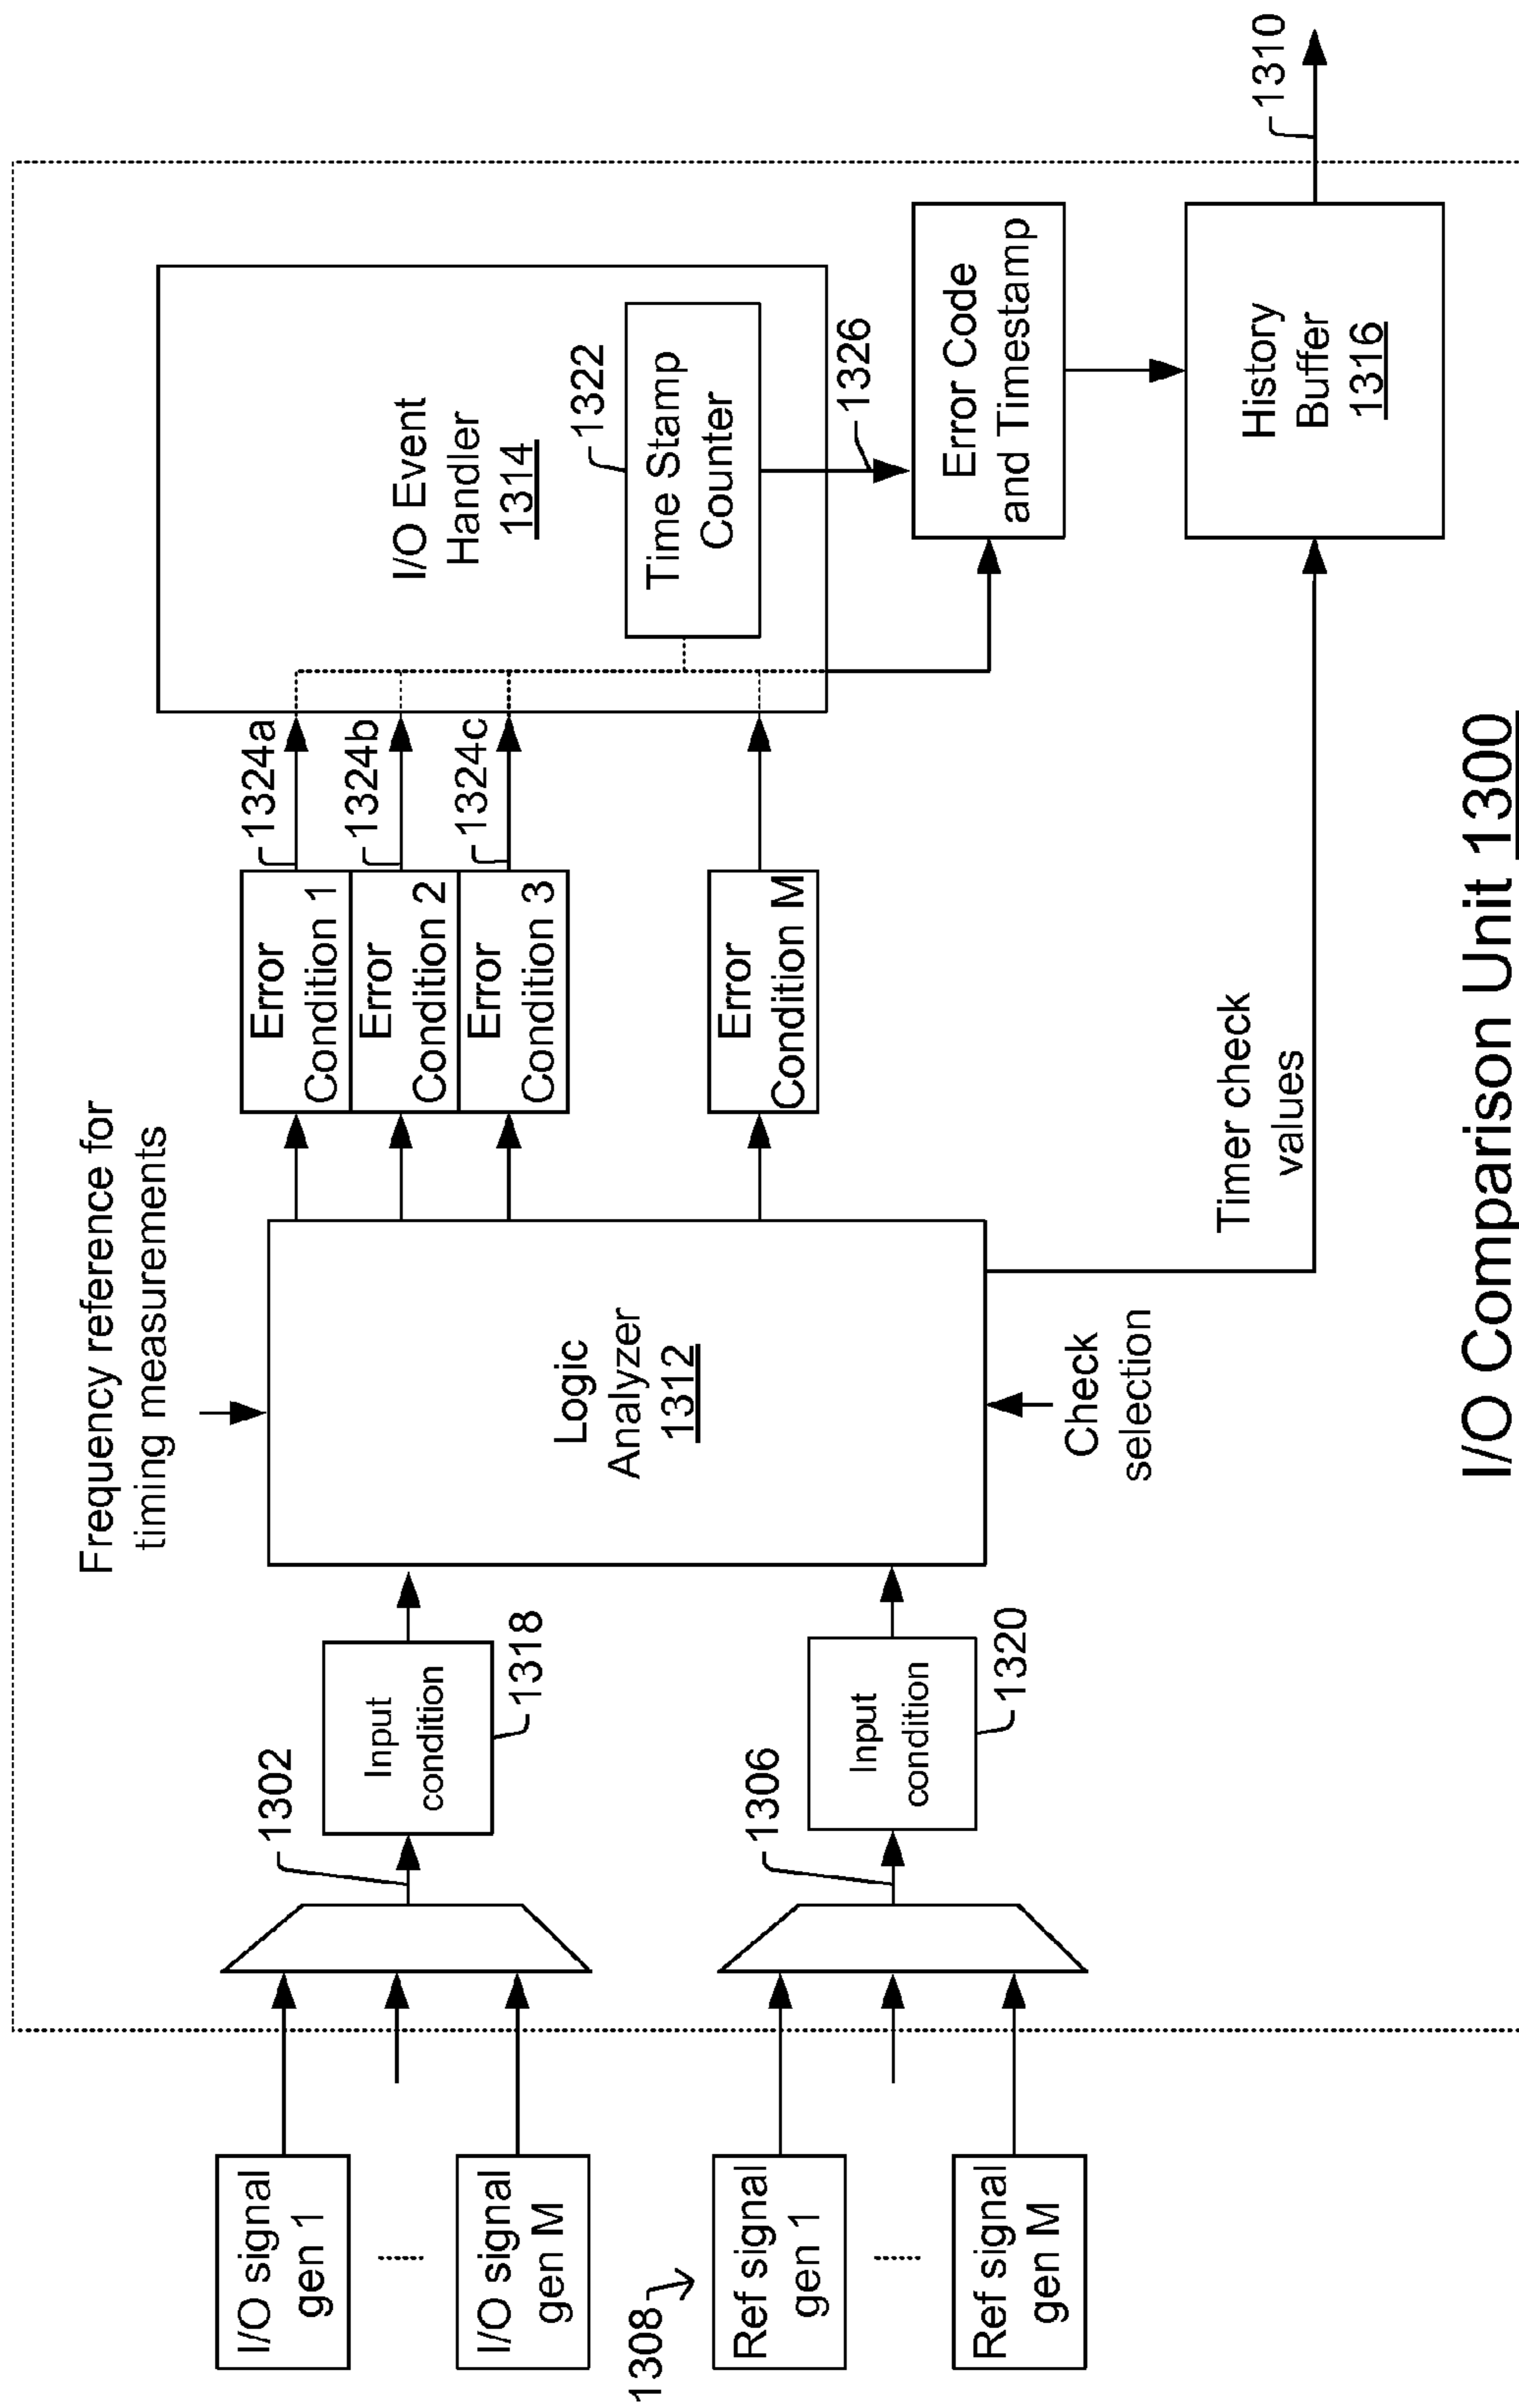 Frequency reference for
timing measurements
I/O signal
gen 1
I/O signal
gen M
1308
Ref signal
gen 1
Ref signal
gen M
1302
1306
Input
condition
1318
Input
condition
1320
Logic
Analyzer
1312
Check
selection
Error
Condition 1
Error
Condition 2
Error
Condition 3
Error
Condition M
1324a
1324b
1324c
I/O Event
Handler
1314
1322
Time Stamp
Counter
1326
Error Code
and Timestamp
Timer check
values
History
Buffer
1316
1310
I/O Comparison Unit 1300